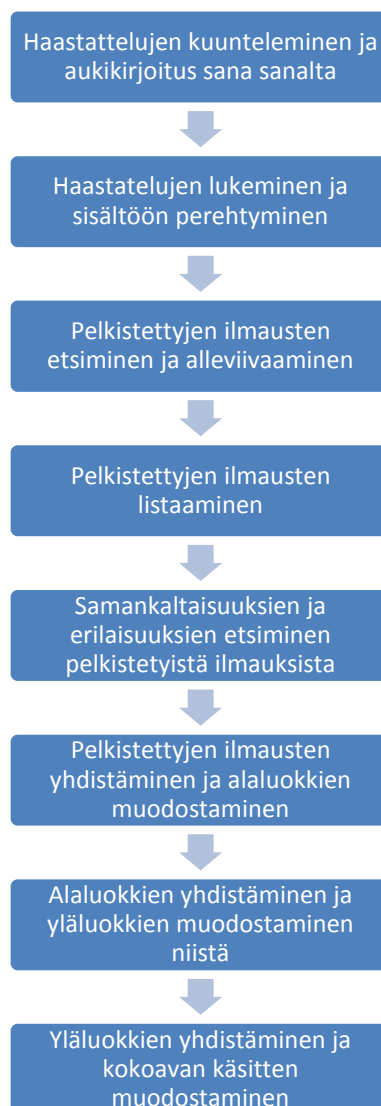 Haastattelujen kuunteleminen ja
aukikirjoitus sana sanalta
Haastatelujen lukeminen ja
sisältöön perehtyminen
Pelkistettyjen ilmausten
etsiminen ja alleviivaaminen
Pelkistettyjen ilmausten
listaaminen
Samankaltaisuuksien ja
erilaisuuksien etsiminen
pelkistetyistä ilmauksista
Pelkistettyjen ilmausten
yhdistäminen ja alaluokkien
muodostaminen
Alaluokkien yhdistäminen ja
yläluokkien muodostaminen
niistä
Yläluokkien yhdistäminen ja
kokoavan käsitten
muodostaminen